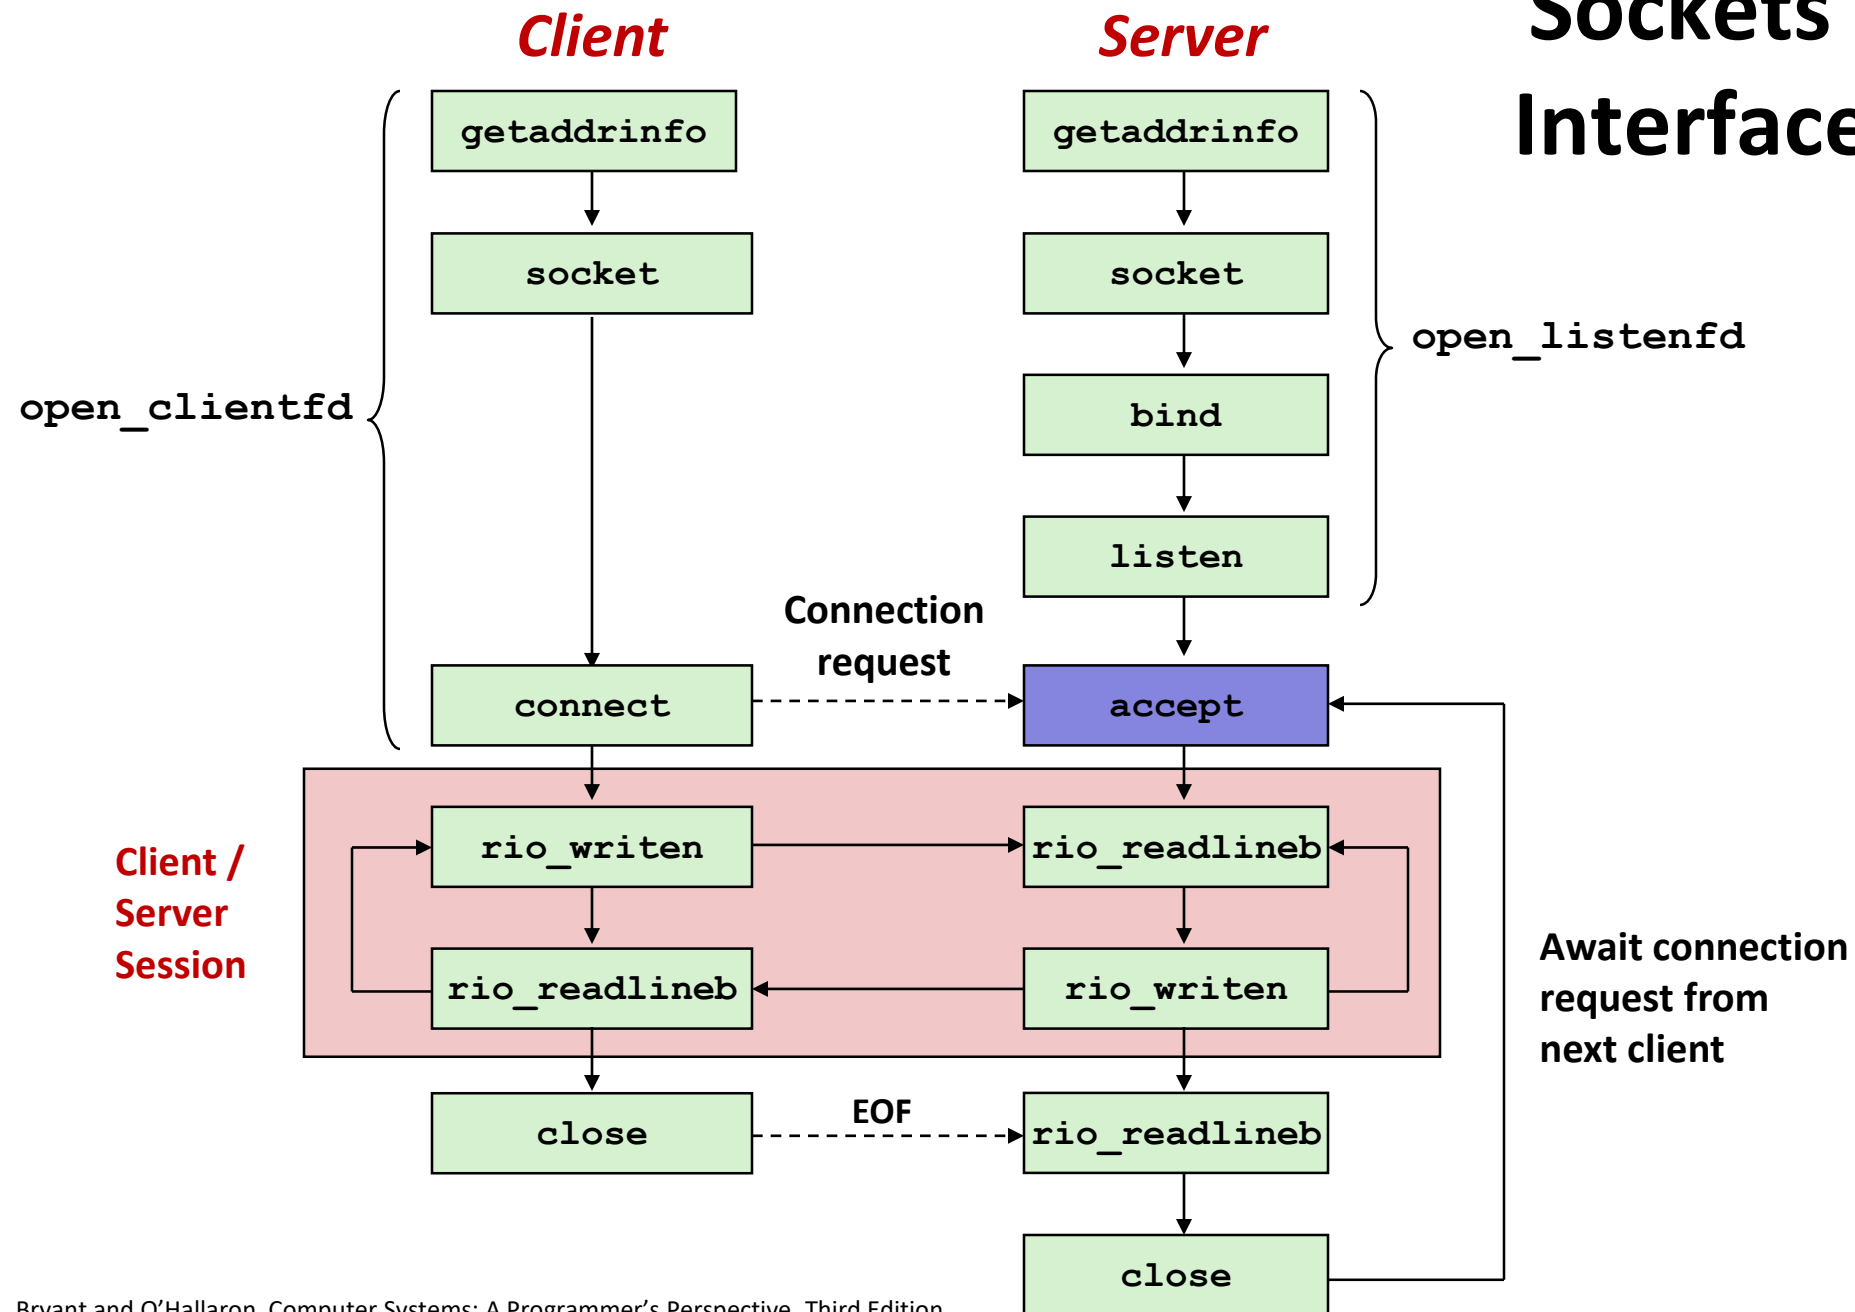 Client
Server
Sockets
Interface
getaddrinfo
getaddrinfo
socket
socket
open_listenfd
open_clientfd
bind
listen
Connection
request
connect
accept
rio_writen
rio_readlineb
Client /
Server
Session
rio_readlineb
rio_writen
Await connection
request from
next client
close
EOF
rio_readlineb
close
Bryant and O'Hallaron, Computer Systems: A Programmer's Perspective, Third Edition